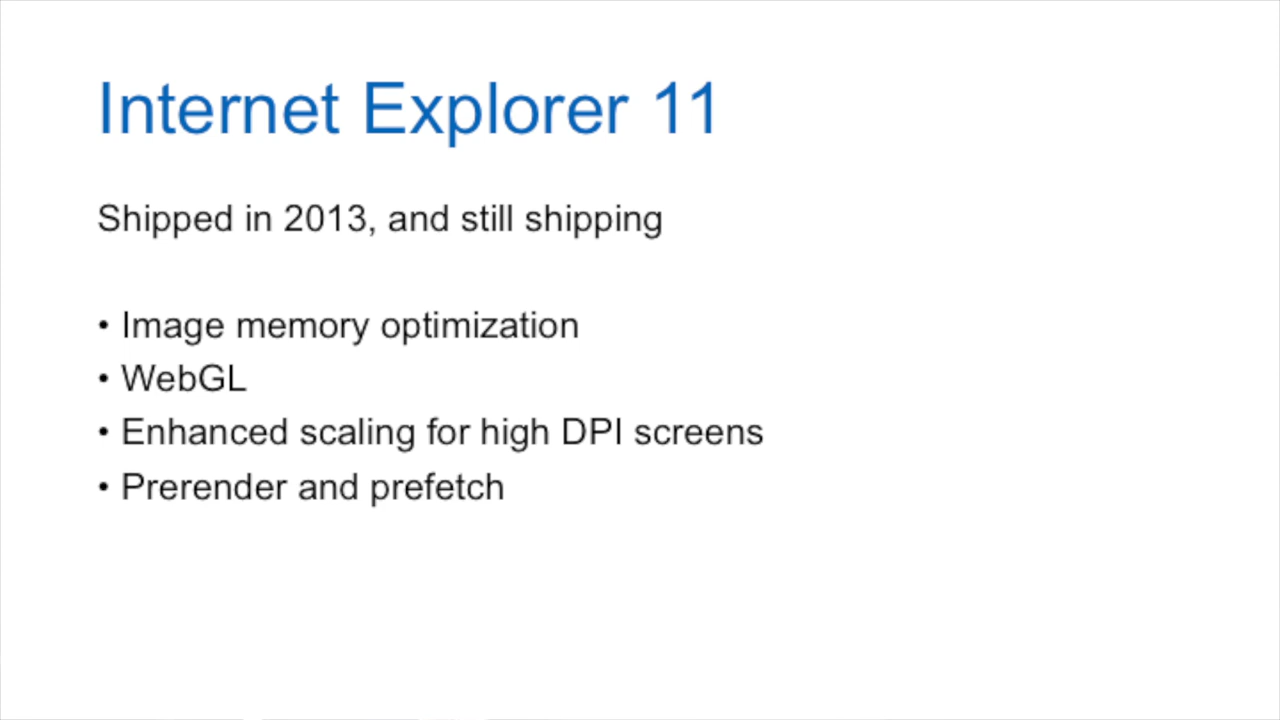 Internet Explorer 11
Shipped in 2013, and still shipping
• Image memory optimization
• WebGL
• Enhanced scaling for high DPI screens
• Prerender and prefetch